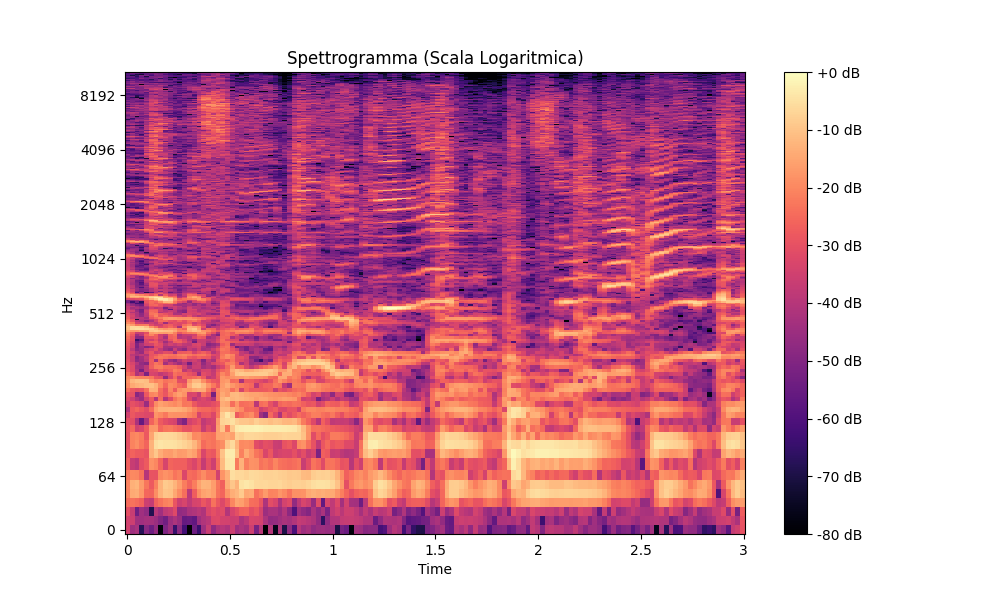 Spettrogramma (Scala Logaritmica)
Hz
8192
4096
2048
1024
512
256
128
64
0
0
0.5
1
1.5
2
2.5
3
Time
+0 dB
-10 dB
-20 dB
-30 dB
-40 dB
-50 dB
-60 dB
-70 dB
-80 dB